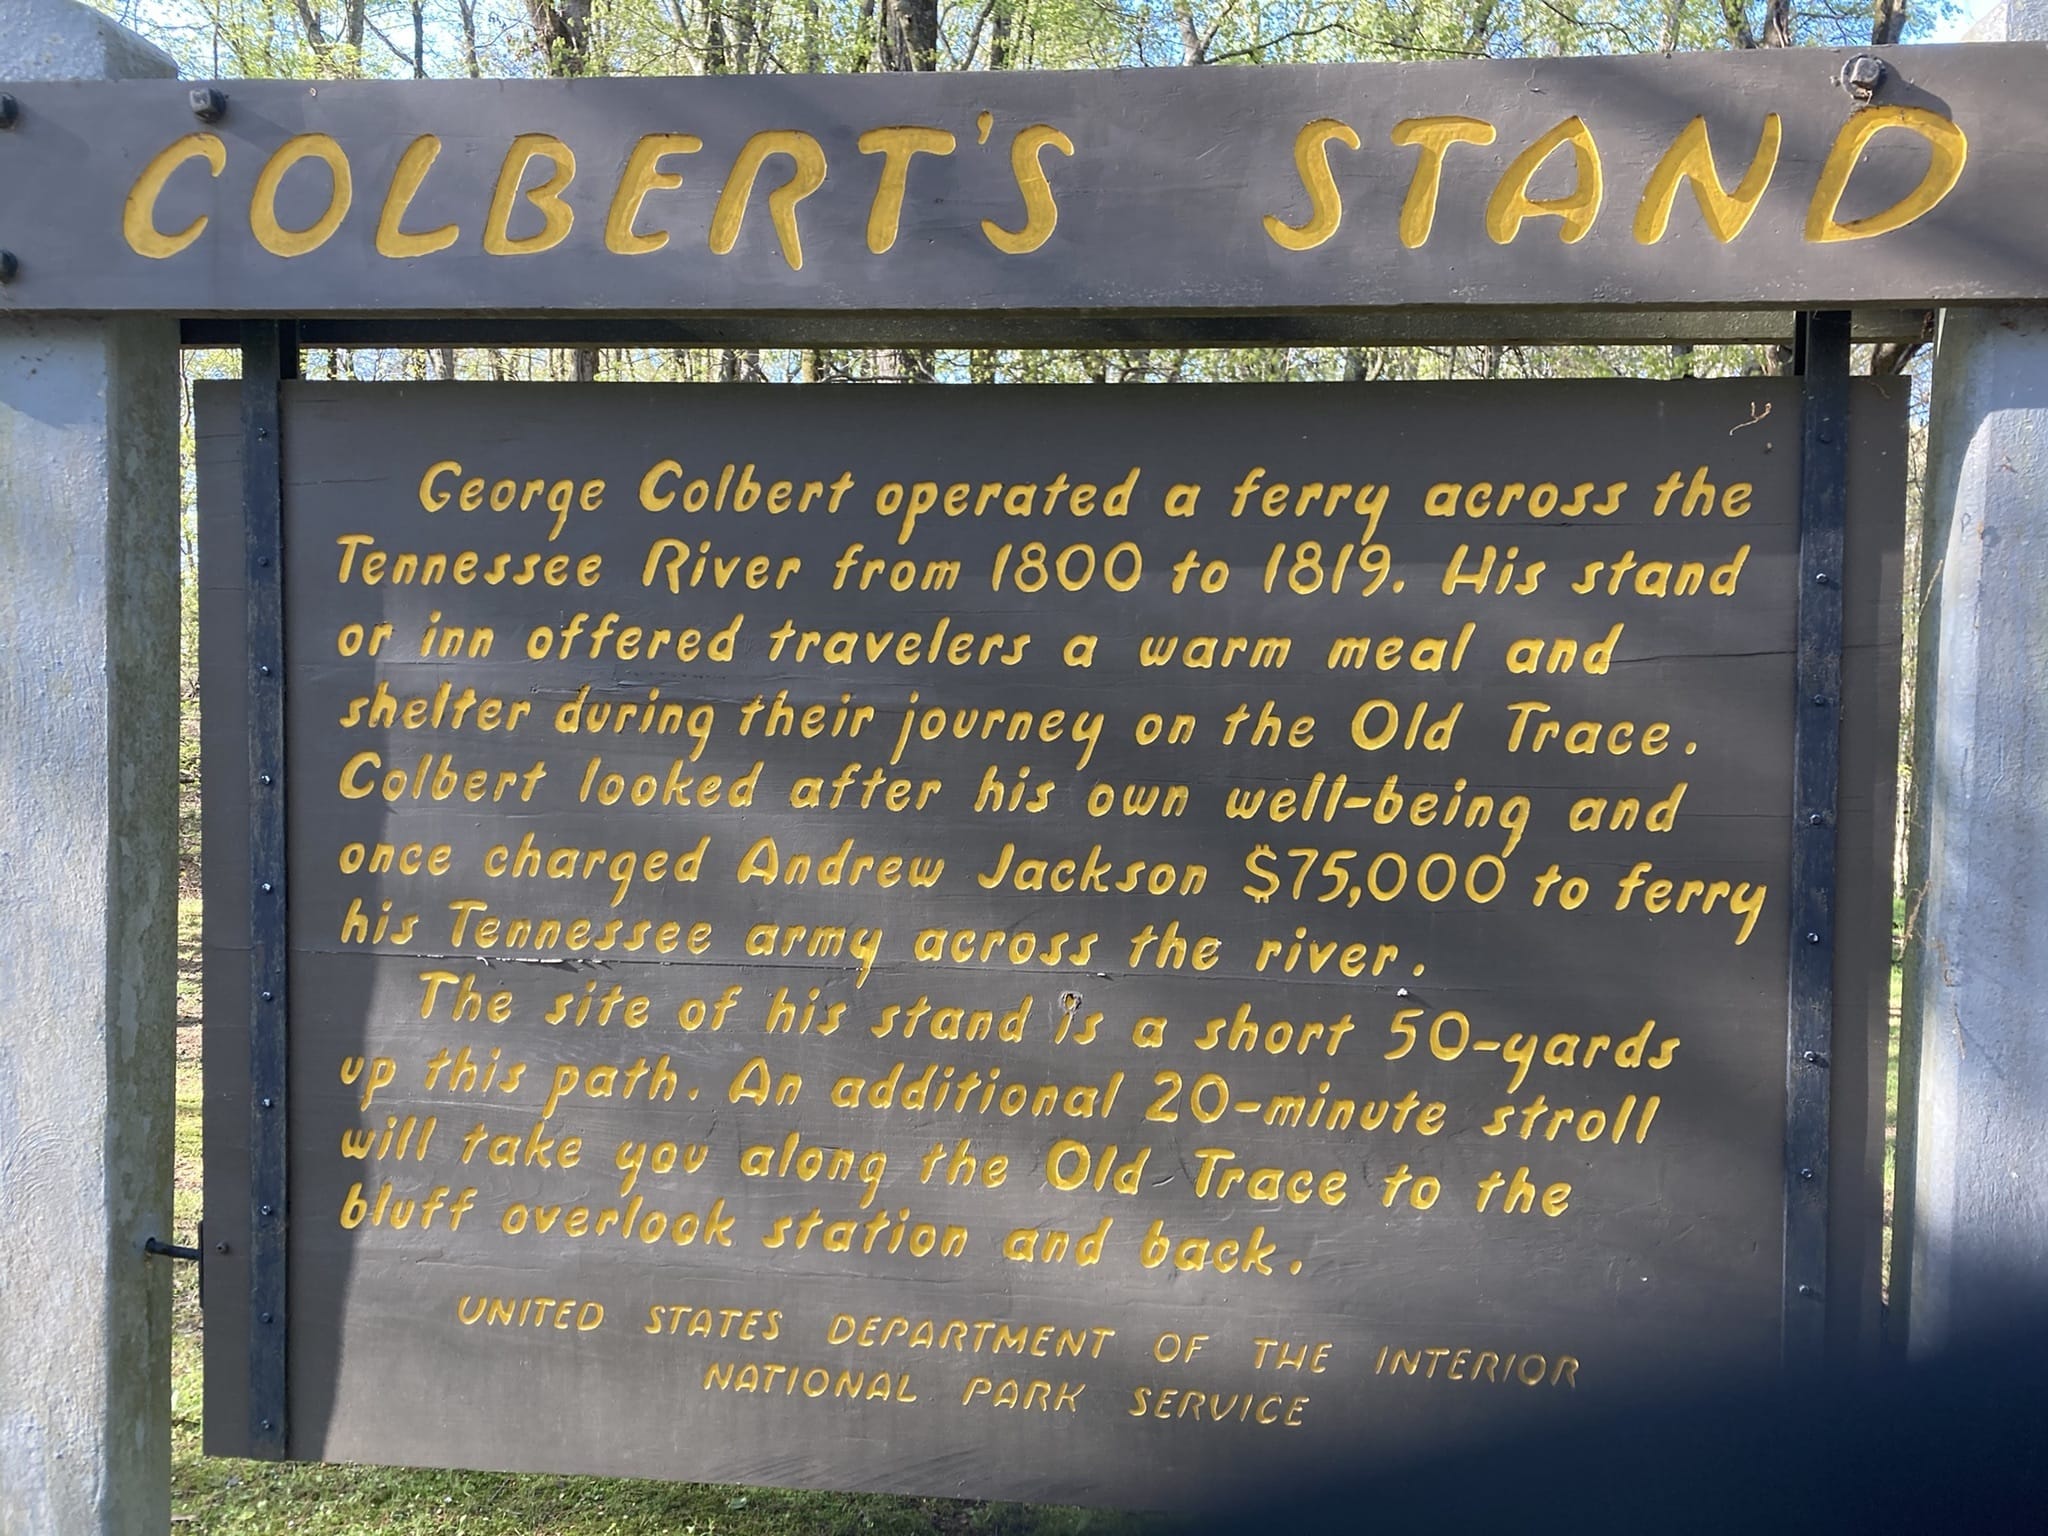 COLBERT'S STAND
George Colbert operated a ferry across the
Tennessee River from 1800 to 1819. His stand
or inn offered travelers a warm meal and
shelter during their journey on the Old Trace.
Colbert looked after his own well-being and
once charged Andrew Jackson $75,000 to ferry
his Tennessee army across the river.
The site of his stand is a short 50-yards
up this path. An additional 20-minute stroll
will take you along the Old Trace to the
bluff overlook station and back.
UNITED STATES DEPARTMENT OF THE INTERIOR
NATIONAL PARK SERVICE